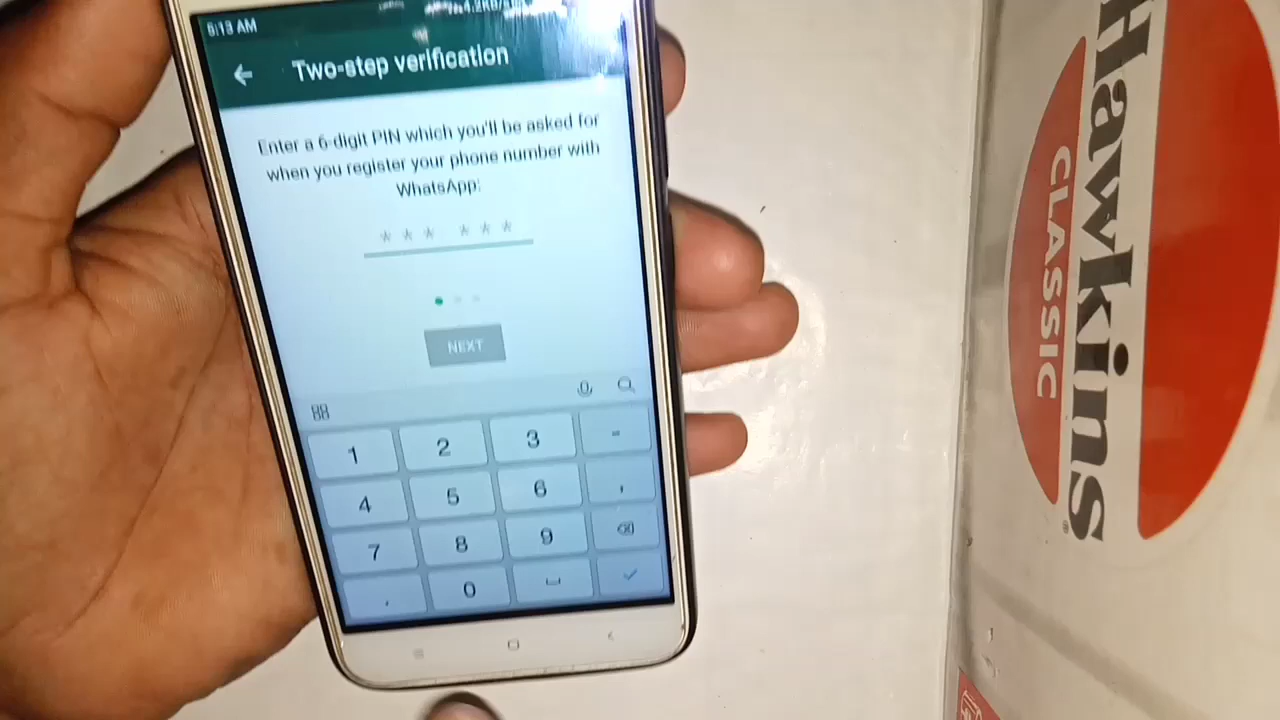 6:13 AM
Two-step verification
Enter a 6-digit PIN which you'll be asked for
when you register your phone number with
WhatsApp:
*** ***
NEXT
1 2 3 -
4 5 6 ,
7 8 9
, 0
Hawkins®
CLASSIC